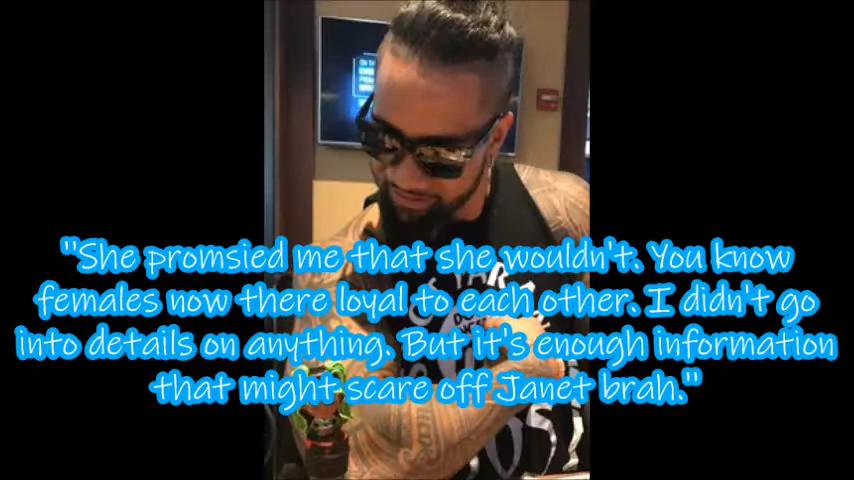 "She promsied me that she wouldn't. You know
females now there loyal to each other. I didn't go
into details on anything. But it's enough information
that might scare off Janet brah."